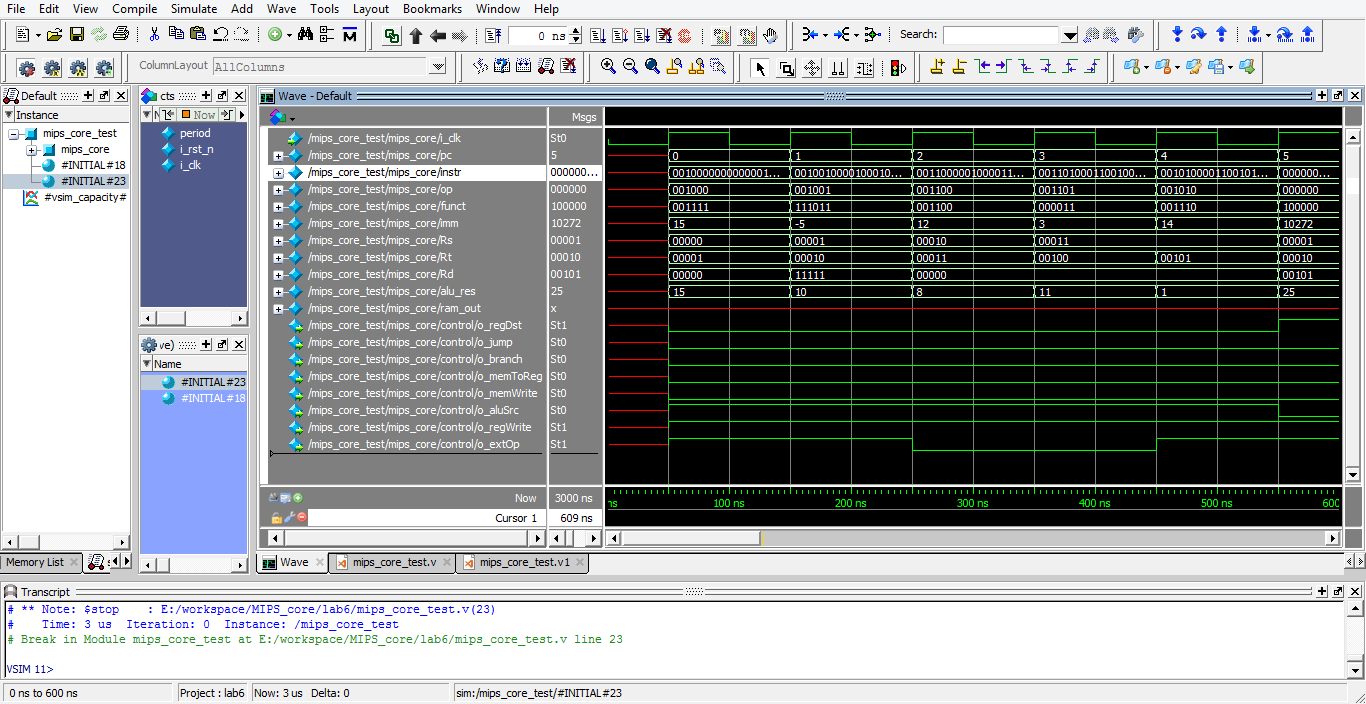 File Edit View Compile Simulate Add Wave Tools Layout Bookmarks Window Help
0 ns Search:
ColumnLayout AllColumns
Default
Instance
mips_core_test
mips_core
#INITIAL#18
#INITIAL#23
#vsim_capacity#
Memory List
cts
Now
period
i_rst_n
i_clk
ve)
Name
#INITIAL#23
#INITIAL#18
Wave - Default
Msgs
/mips_core_test/mips_core/i_clk St0
/mips_core_test/mips_core/pc 5 0 1 2 3 4 5
/mips_core_test/mips_core/instr 000000... 0010000000000001... 0010010000100010... 0011000001000011... 0011010001100100... 0010100001100101... 000000...
/mips_core_test/mips_core/op 000000 001000 001001 001100 001101 001010 000000
/mips_core_test/mips_core/funct 100000 001111 111011 001100 000011 001110 100000
/mips_core_test/mips_core/imm 10272 15 -5 12 3 14 10272
/mips_core_test/mips_core/Rs 00001 00000 00001 00010 00011 00001
/mips_core_test/mips_core/Rt 00010 00001 00010 00011 00100 00101 00010
/mips_core_test/mips_core/Rd 00101 00000 11111 00000 00101
/mips_core_test/mips_core/alu_res 25 15 10 8 11 1 25
/mips_core_test/mips_core/ram_out x
/mips_core_test/mips_core/control/o_regDst St1
/mips_core_test/mips_core/control/o_jump St0
/mips_core_test/mips_core/control/o_branch St0
/mips_core_test/mips_core/control/o_memToReg St0
/mips_core_test/mips_core/control/o_memWrite St0
/mips_core_test/mips_core/control/o_aluSrc St0
/mips_core_test/mips_core/control/o_regWrite St1
/mips_core_test/mips_core/control/o_extOp St1
Now 3000 ns ns 100 ns 200 ns 300 ns 400 ns 500 ns 600
Cursor 1 609 ns
Wave mips_core_test.v mips_core_test.v1
Transcript
# ** Note: $stop : E:/workspace/MIPS_core/lab6/mips_core_test.v(23)
# Time: 3 us Iteration: 0 Instance: /mips_core_test
# Break in Module mips_core_test at E:/workspace/MIPS_core/lab6/mips_core_test.v line 23
VSIM 11>
0 ns to 600 ns Project : lab6 Now: 3 us Delta: 0 sim:/mips_core_test/#INITIAL#23